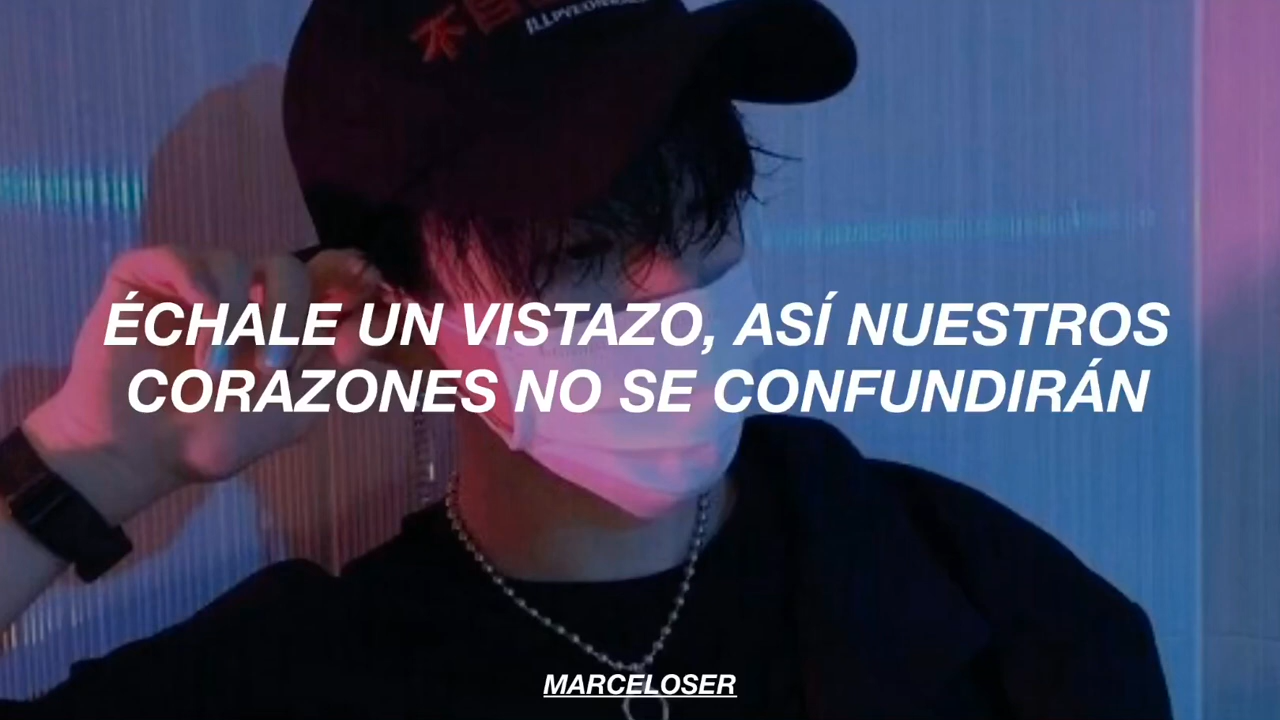 ÉCHALE UN VISTAZO, ASÍ NUESTROS
CORAZONES NO SE CONFUNDIRÁN
MARCELOSER